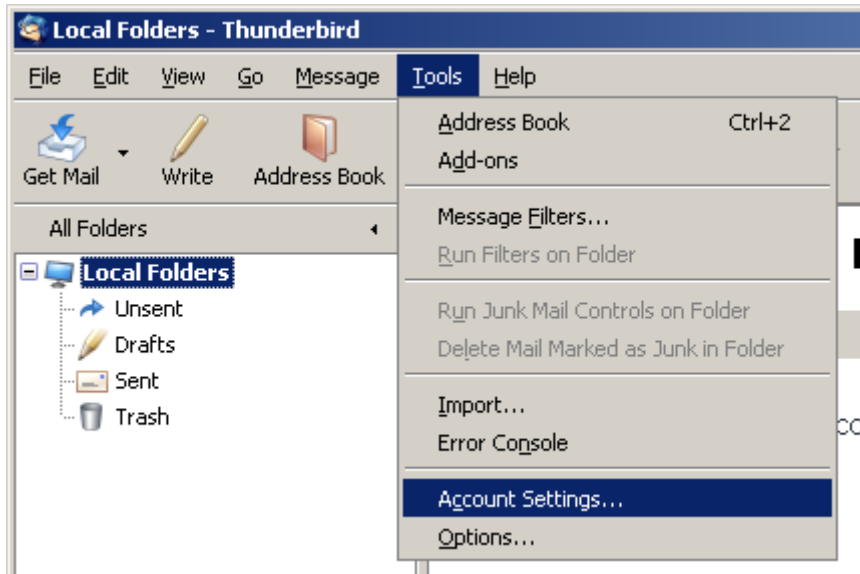 Local Folders - Thunderbird
File Edit View Go Message Tools Help
Get Mail Write Address Book
All Folders
Local Folders
Unsent
Drafts
Sent
Trash
Address Book Ctrl+2
Add-ons
Message Filters...
Run Filters on Folder
Run Junk Mail Controls on Folder
Delete Mail Marked as Junk in Folder
Import...
Error Console
Account Settings...
Options...